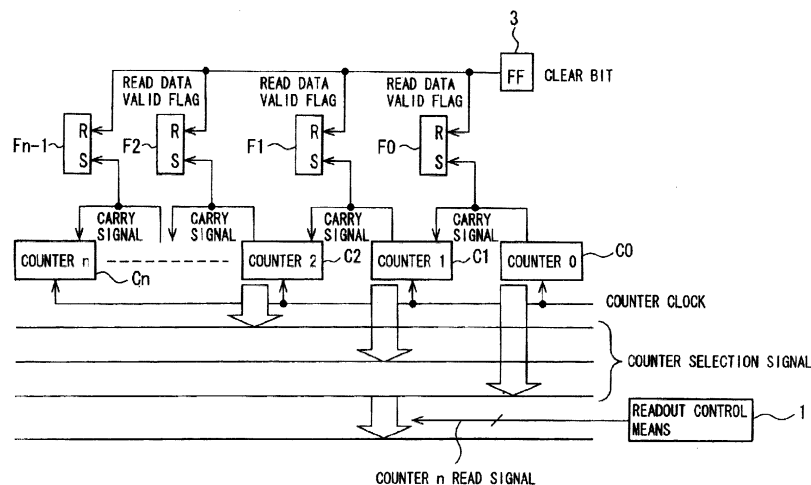 3
FF
CLEAR BIT
READ DATA
VALID FLAG
READ DATA
VALID FLAG
READ DATA
VALID FLAG
Fn-1
R
S
F2
R
S
F1
R
S
F0
R
S
CARRY
SIGNAL
CARRY
SIGNAL
CARRY
SIGNAL
CARRY
SIGNAL
COUNTER n
Cn
COUNTER 2
C2
COUNTER 1
C1
COUNTER 0
C0
COUNTER CLOCK
COUNTER SELECTION SIGNAL
READOUT CONTROL
MEANS
1
COUNTER n READ SIGNAL